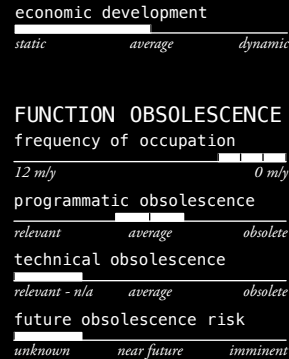 economic development
static average dynamic
FUNCTION OBSOLESCENCE
frequency of occupation
12 m/y 0 m/y
programmatic obsolescence
relevant average obsolete
technical obsolescence
relevant - n/a average obsolete
future obsolescence risk
unknown near future imminent